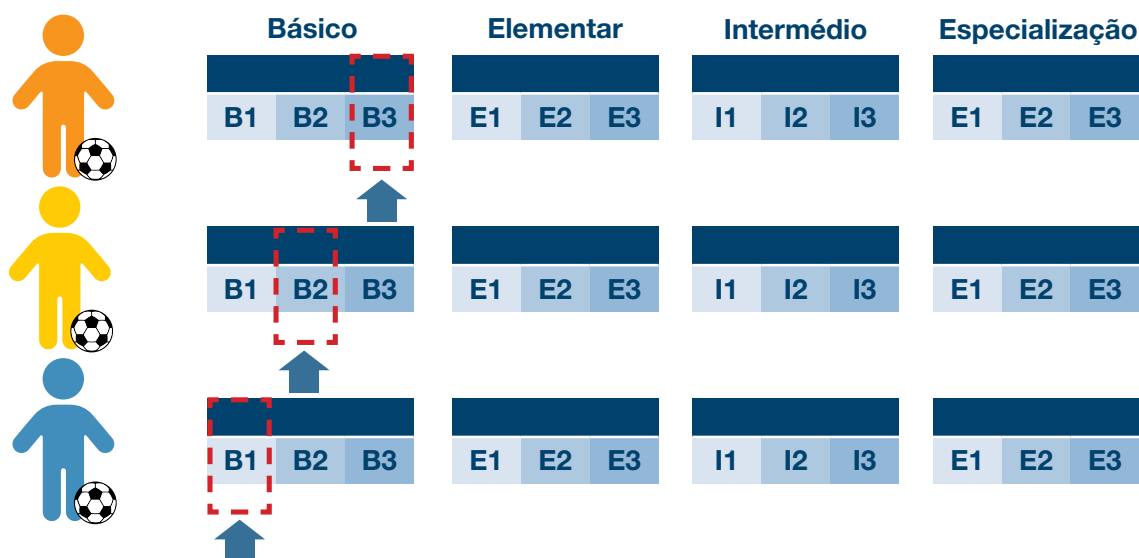 Básico Elementar Intermédio Especialização
B1 B2 B3 E1 E2 E3 I1 I2 I3 E1 E2 E3
B1 B2 B3 E1 E2 E3 I1 I2 I3 E1 E2 E3
B1 B2 B3 E1 E2 E3 I1 I2 I3 E1 E2 E3